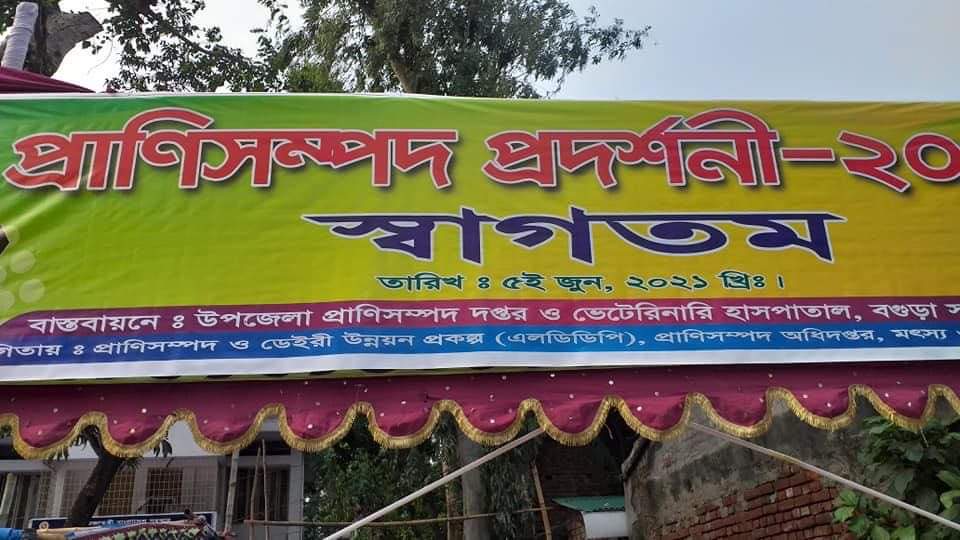 প্রাণিসম্পদ প্রদর্শনী-২০
স্বাগতম
তারিখ ঃ ৫ই জুন, ২০২১ খ্রিঃ।
বাস্তবায়নে ঃ উপজেলা প্রাণিসম্পদ দপ্তর ও ভেটেরিনারি হাসপাতাল, বগুড়া স
গিতায় ঃ প্রাণিসম্পদ ও ডেইরী উন্নয়ন প্রকল্প (এলডিডিপি), প্রাণিসম্পদ অধিদপ্তর, মৎস্য